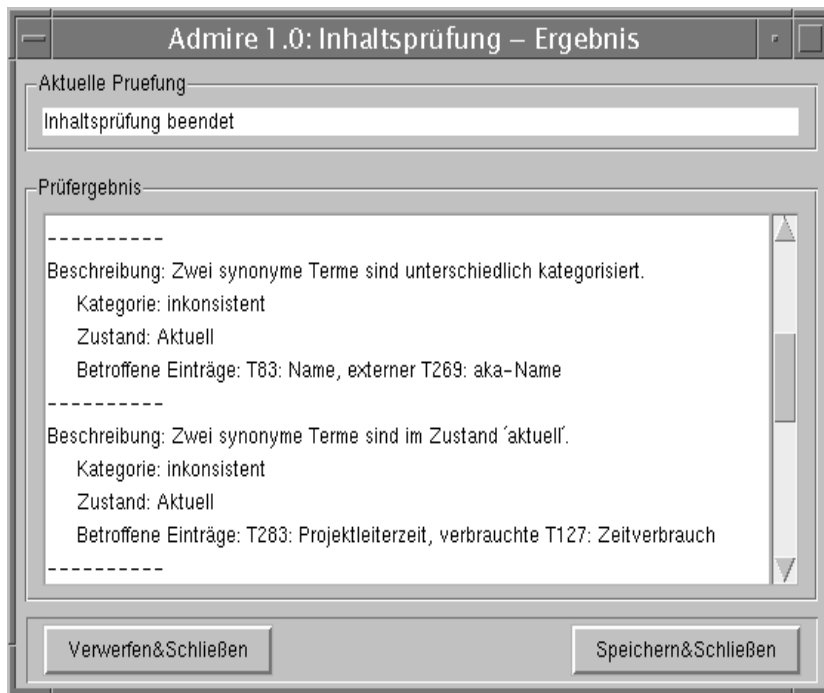 Admire 1.0: Inhaltsprüfung – Ergebnis
Aktuelle Pruefung
Inhaltsprüfung beendet
Prüfergebnis
----------
Beschreibung: Zwei synonyme Terme sind unterschiedlich kategorisiert.
Kategorie: inkonsistent
Zustand: Aktuell
Betroffene Einträge: T83: Name, externer T269: aka-Name
----------
Beschreibung: Zwei synonyme Terme sind im Zustand ´aktuell´.
Kategorie: inkonsistent
Zustand: Aktuell
Betroffene Einträge: T283: Projektleiterzeit, verbrauchte T127: Zeitverbrauch
----------
Verwerfen&Schließen
Speichern&Schließen